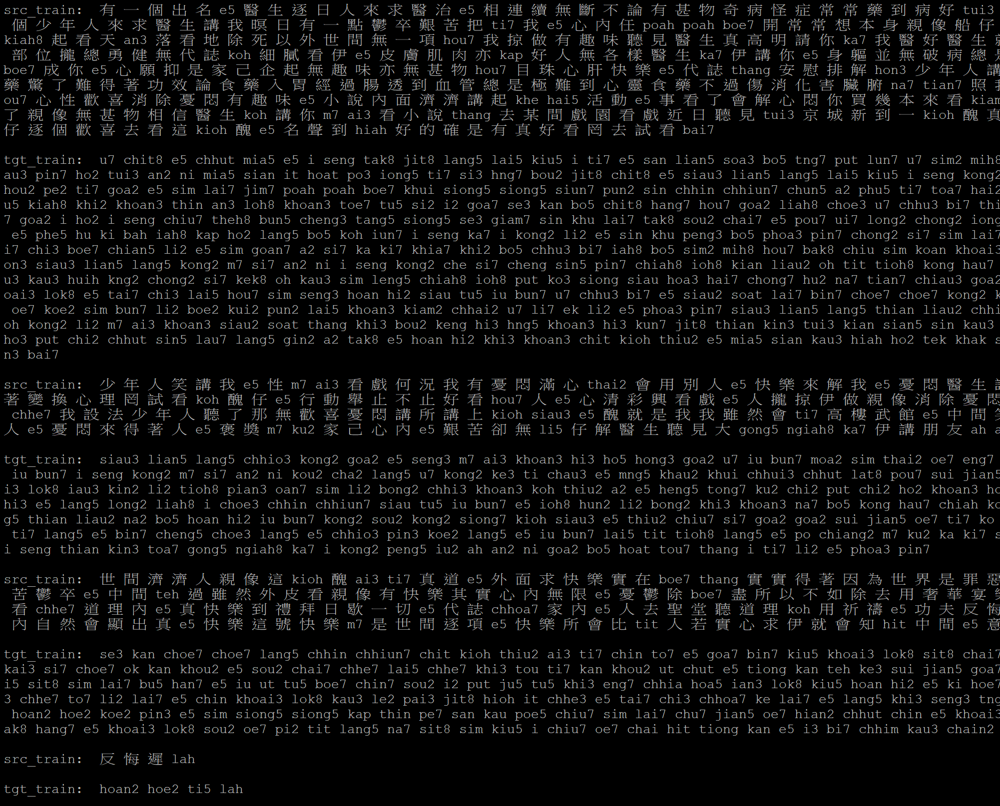 src_train:  有 一 個 出 名 e5 醫 生 逐 日 人 來 求 醫 治 e5 相 連 續 無 斷 不 論 有 甚 物 奇 病 怪 症 常 常 藥 到 病 好 tui3
個 少 年 人 來 求 醫 生 講 我 暝 日 有 一 點 鬱 卒 艱 苦 把 ti7 我 e5 心 內 任 poah poah boe7 開 常 常 想 本 身 親 像 船 仔
kiah8 起 看 天 an3 落 看 地 除 死 以 外 世 間 無 一 項 hou7 我 掠 做 有 趣 味 聽 見 醫 生 真 高 明 請 你 ka7 我 醫 好 醫 生
部 位 攏 總 勇 健 無 代 誌 koh 細 膩 看 伊 e5 皮 膚 肌 肉 亦 kap 好 人 無 各 樣 醫 生 ka7 伊 講 你 e5 身 軀 並 無 破 病 總
boe7 成 你 e5 心 願 抑 是 家 己 企 起 無 趣 味 亦 無 甚 物 hou7 目 珠 心 肝 快 樂 e5 代 誌 thang 安 慰 排 解 hon3 少 年 人 講
藥 驚 了 難 得 著 功 效 論 食 藥 入 胃 經 過 腸 透 到 血 管 總 是 極 難 到 心 靈 食 藥 不 過 傷 消 化 害 臟 腑 na7 tian7 照
ou7 心 性 歡 喜 消 除 憂 悶 有 趣 味 e5 小 說 內 面 濟 濟 講 起 khe hai5 活 動 e5 事 看 了 會 解 心 悶 你 買 幾 本 來 看 kiam
了 親 像 無 甚 物 相 信 醫 生 koh 講 你 m7 ai3 看 小 說 thang 去 某 間 戲 園 看 戲 近 日 聽 見 tui3 京 城 新 到 一 kioh 醜 真
仔 逐 個 歡 喜 去 看 這 kioh 醜 e5 名 聲 到 hiah 好 的 確 是 有 真 好 看 罔 去 試 看 bai7
tgt_train:  u7 chit8 e5 chhut mia5 e5 i seng tak8 jit8 lang5 lai5 kiu5 i ti7 e5 san lian5 soa3 bo5 tng7 put lun7 u7 sim2 mih8
au3 pin7 ho2 tui3 an2 ni mia5 sian it hoat po3 iong5 ti7 si3 hng7 bou2 jit8 chit8 e5 siau3 lian5 lang5 lai5 kiu5 i seng kong2
hou2 pe2 ti7 goa2 e5 sim lai7 jim7 poah poah boe7 khui siong5 siong5 siun7 pun2 sin chhin chhiun7 chun5 a2 phu5 ti7 toa7 hai2
u5 kiah8 khi2 khoan3 thin an3 loh8 khoan3 toe7 tu5 si2 i2 goa7 se3 kan bo5 chit8 hang7 hou7 goa2 liah8 choe3 u7 chhu3 bi7 thi
7 goa2 i ho2 i seng chiu7 theh8 bun5 cheng3 tang5 siong5 se3 giam7 sin khu lai7 tak8 sou2 chai7 e5 pou7 ui7 long2 chong2 iong
e5 phe5 hu ki bah iah8 kap ho2 lang5 bo5 koh iun7 i seng ka7 i kong2 li2 e5 sin khu peng3 bo5 phoa3 pin7 chong2 si7 sim lai7
i7 chi3 boe7 chian5 li2 e5 sim goan7 a2 si7 ka ki7 khia7 khi2 bo5 chhu3 bi7 iah8 bo5 sim2 mih8 hou7 bak8 chiu sim koan khoai3
on3 siau3 lian5 lang5 kong2 m7 si7 an2 ni i seng kong2 che si7 cheng sin5 pin7 chiah8 ioh8 kian liau2 oh tit tioh8 kong hau7
u3 kau3 huih kng2 chong2 si7 kek8 oh kau3 sim leng5 chiah8 ioh8 put ko3 siong siau hoa3 hai7 chong7 hu2 na7 tian7 chiau3 goa2
oai3 lok8 e5 tai7 chi3 lai5 hou7 sim seng3 hoan hi2 siau tu5 iu bun7 u7 chhu3 bi7 e5 siau2 soat lai7 bin7 choe7 choe7 kong2 k
oe7 koe2 sim bun7 li2 boe2 kui2 pun2 lai5 khoan3 kiam2 chhai2 u7 li7 ek li2 e5 phoa3 pin7 siau3 lian5 lang5 thian liau2 chhi
oh kong2 li2 m7 ai3 khoan3 siau2 soat thang khi3 bou2 keng hi3 hng5 khoan3 hi3 kun7 jit8 thian kin3 tui3 kian sian5 sin kau3
ho3 put chi2 chhut sin5 lau7 lang5 gin2 a2 tak8 e5 hoan hi2 khi3 khoan3 chit kioh thiu2 e5 mia5 sian kau3 hiah ho2 tek khak s
n3 bai7
src_train:  少 年 人 笑 講 我 e5 性 m7 ai3 看 戲 何 況 我 有 憂 悶 滿 心 thai2 會 用 別 人 e5 快 樂 來 解 我 e5 憂 悶 醫 生
著 變 換 心 理 罔 試 看 koh 醜 仔 e5 行 動 舉 止 不 止 好 看 hou7 人 e5 心 清 彩 興 看 戲 e5 人 攏 掠 伊 做 親 像 消 除 憂 悶
chhe7 我 設 法 少 年 人 聽 了 那 無 歡 喜 憂 悶 講 所 講 上 kioh siau3 e5 醜 就 是 我 我 雖 然 會 ti7 高 樓 武 館 e5 中 間 笑
人 e5 憂 悶 來 得 著 人 e5 褒 獎 m7 ku2 家 己 心 內 e5 艱 苦 卻 無 li5 仔 解 醫 生 聽 見 大 gong5 ngiah8 ka7 伊 講 朋 友 ah a
tgt_train:  siau3 lian5 lang5 chhio3 kong2 goa2 e5 seng3 m7 ai3 khoan3 hi3 ho5 hong3 goa2 u7 iu bun7 moa2 sim thai2 oe7 eng7
iu bun7 i seng kong2 m7 si7 an2 ni kou2 cha2 lang5 u7 kong2 ke3 ti chau3 e5 mng5 khau2 khui chhui3 chhut lat8 pou7 sui jian5
i3 lok8 iau3 kin2 li2 tioh8 pian3 oan7 sim li2 bong2 chhi3 khoan3 koh thiu2 a2 e5 heng5 tong7 ku2 chi2 put chi2 ho2 khoan3 ho
hi3 e5 lang5 long2 liah8 i choe3 chhin chhiun7 siau tu5 iu bun7 e5 ioh8 hun2 li2 bong2 khi3 khoan3 na7 bo5 kong hau7 chiah ko
g5 thian liau2 na2 bo5 hoan hi2 iu bun7 kong2 sou2 kong2 siong7 kioh siau3 e5 thiu2 chiu7 si7 goa2 goa2 sui jian5 oe7 ti7 ko
ti7 lang5 e5 bin7 cheng5 choe3 lang5 e5 chhio3 pin3 koe2 lang5 e5 iu bun7 lai5 tit tioh8 lang5 e5 po chiang2 m7 ku2 ka ki7 s
i seng thian kin3 toa7 gong5 ngiah8 ka7 i kong2 peng5 iu2 ah an2 ni goa2 bo5 hoat tou7 thang i ti7 li2 e5 phoa3 pin7
src_train:  世 間 濟 濟 人 親 像 這 kioh 醜 ai3 ti7 真 道 e5 外 面 求 快 樂 實 在 boe7 thang 實 實 得 著 因 為 世 界 是 罪 惡
苦 鬱 卒 e5 中 間 teh 過 雖 然 外 皮 看 親 像 有 快 樂 其 實 心 內 無 限 e5 憂 鬱 除 boe7 盡 所 以 不 如 除 去 用 奢 華 宴 樂
看 chhe7 道 理 內 e5 真 快 樂 到 禮 拜 日 歇 一 切 e5 代 誌 chhoa7 家 內 e5 人 去 聖 堂 聽 道 理 koh 用 祈 禱 e5 功 夫 反 悔
內 自 然 會 顯 出 真 e5 快 樂 這 號 快 樂 m7 是 世 間 逐 項 e5 快 樂 所 會 比 tit 人 若 實 心 求 伊 就 會 知 hit 中 間 e5 意
tgt_train:  se3 kan choe7 choe7 lang5 chhin chhiun7 chit kioh thiu2 ai3 ti7 chin to7 e5 goa7 bin7 kiu5 khoai3 lok8 sit8 chai7
kai3 si7 choe7 ok kan khou2 e5 sou2 chai7 chhe7 lai5 chhe7 khi3 tou ti7 kan khou2 ut chut e5 tiong kan teh ke3 sui jian5 goa7
i5 sit8 sim lai7 bu5 han7 e5 iu ut tu5 boe7 chin7 sou2 i2 put ju5 tu5 khi3 eng7 chhia hoa5 ian3 lok8 kiu5 hoan hi2 e5 ki hoe7
3 chhe7 to7 li2 lai7 e5 chin khoai3 lok8 kau3 le2 pai3 jit8 hioh it chhe3 e5 tai7 chi3 chhoa7 ke lai7 e5 lang5 khi3 seng3 tng
hoan2 hoe2 koe2 pin3 e5 sim siong5 siong5 kap thin pe7 san kau poe5 chiu7 sim lai7 chu7 jian5 oe7 hian2 chhut chin e5 khoai3
ak8 hang7 e5 khoai3 lok8 sou2 oe7 pi2 tit lang5 na7 sit8 sim kiu5 i chiu7 oe7 chai hit tiong kan e5 i3 bi7 chhim kau3 chain2
src_train:  反 悔 遲 lah
tgt_train:  hoan2 hoe2 ti5 lah